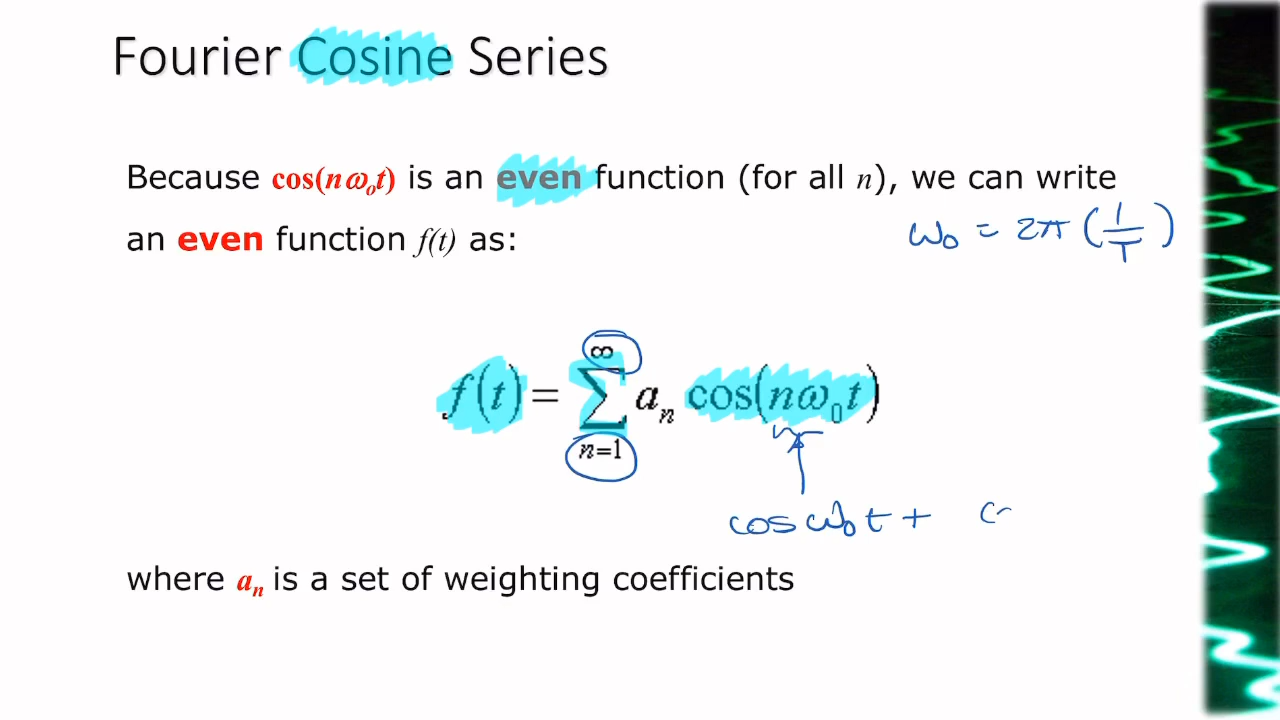 Fourier Cosine Series
Because cos(nω₀t) is an even function (for all n), we can write
an even function f(t) as:
ω₀ = 2π (1/T)
f(t) = ∑ₙ₌₁^∞ aₙ cos(nω₀t)
cos ω₀t +
where aₙ is a set of weighting coefficients